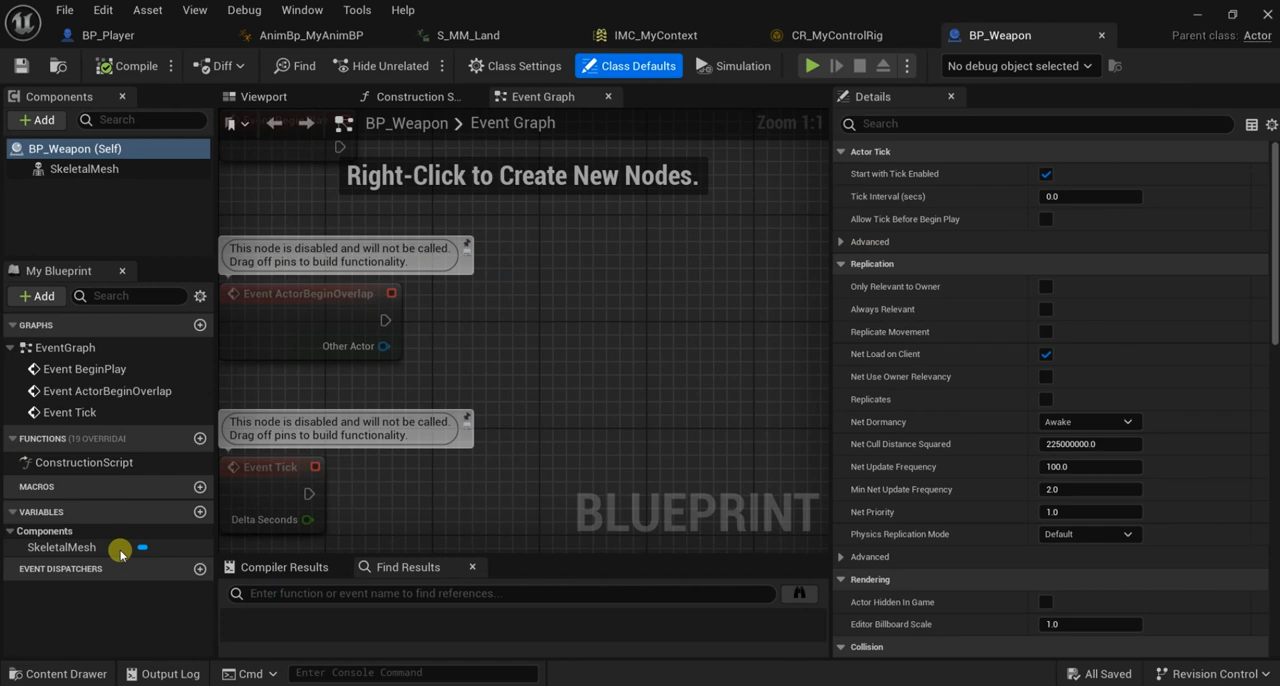 File Edit Asset View Debug Window Tools Help
BP_Player AnimBp_MyAnimBP S_MM_Land IMC_MyContext CR_MyControlRig BP_Weapon Parent class: Actor
Compile Diff Find Hide Unrelated Class Settings Class Defaults Simulation No debug object selected
Components
Add Search
BP_Weapon (Self)
SkeletalMesh
My Blueprint
Add Search
GRAPHS
EventGraph
Event BeginPlay
Event ActorBeginOverlap
Event Tick
FUNCTIONS (19 OVERRIDAI
ConstructionScript
MACROS
VARIABLES
Components
SkeletalMesh
EVENT DISPATCHERS
Viewport Construction S... Event Graph
BP_Weapon > Event Graph Zoom 1:1
Right-Click to Create New Nodes.
This node is disabled and will not be called.
Drag off pins to build functionality.
Event ActorBeginOverlap
Other Actor
This node is disabled and will not be called.
Drag off pins to build functionality.
Event Tick
Delta Seconds
BLUEPRINT
Compiler Results Find Results
Enter function or event name to find references...
Details
Search
Actor Tick
Start with Tick Enabled
Tick Interval (secs) 0.0
Allow Tick Before Begin Play
Advanced
Replication
Only Relevant to Owner
Always Relevant
Replicate Movement
Net Load on Client
Net Use Owner Relevancy
Replicates
Net Dormancy Awake
Net Cull Distance Squared 225000000.0
Net Update Frequency 100.0
Min Net Update Frequency 2.0
Net Priority 1.0
Physics Replication Mode Default
Advanced
Rendering
Actor Hidden In Game
Editor Billboard Scale 1.0
Collision
Content Drawer Output Log Cmd Enter Console Command All Saved Revision Control